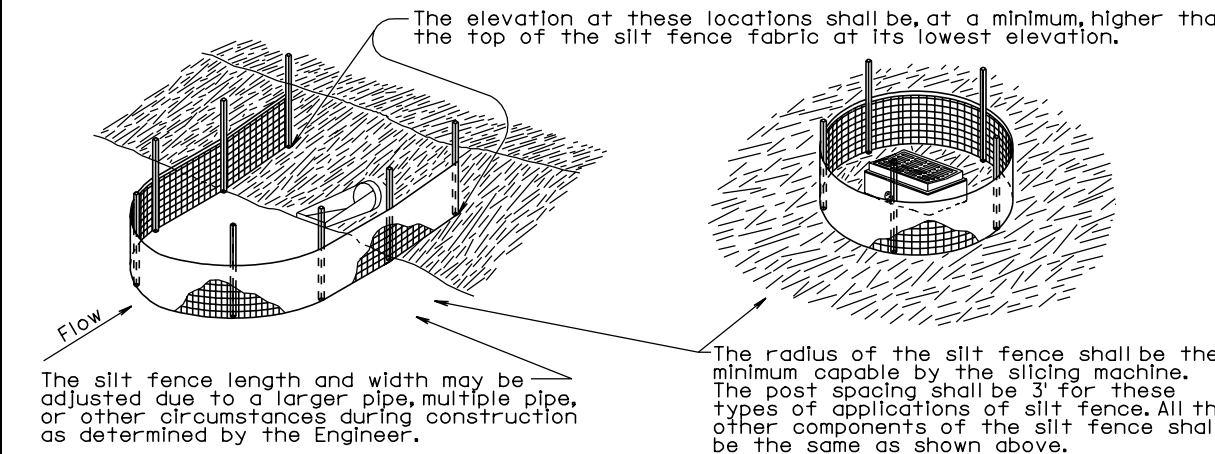 The elevation at these locations shall be, at a minimum, higher tha
the top of the silt fence fabric at its lowest elevation.
Flow
The silt fence length and width may be
adjusted due to a larger pipe, multiple pipe,
or other circumstances during construction
as determined by the Engineer.
The radius of the silt fence shall be the
minimum capable by the slicing machine.
The post spacing shall be 3' for these
types of applications of silt fence. All th
other components of the silt fence shal
be the same as shown above.